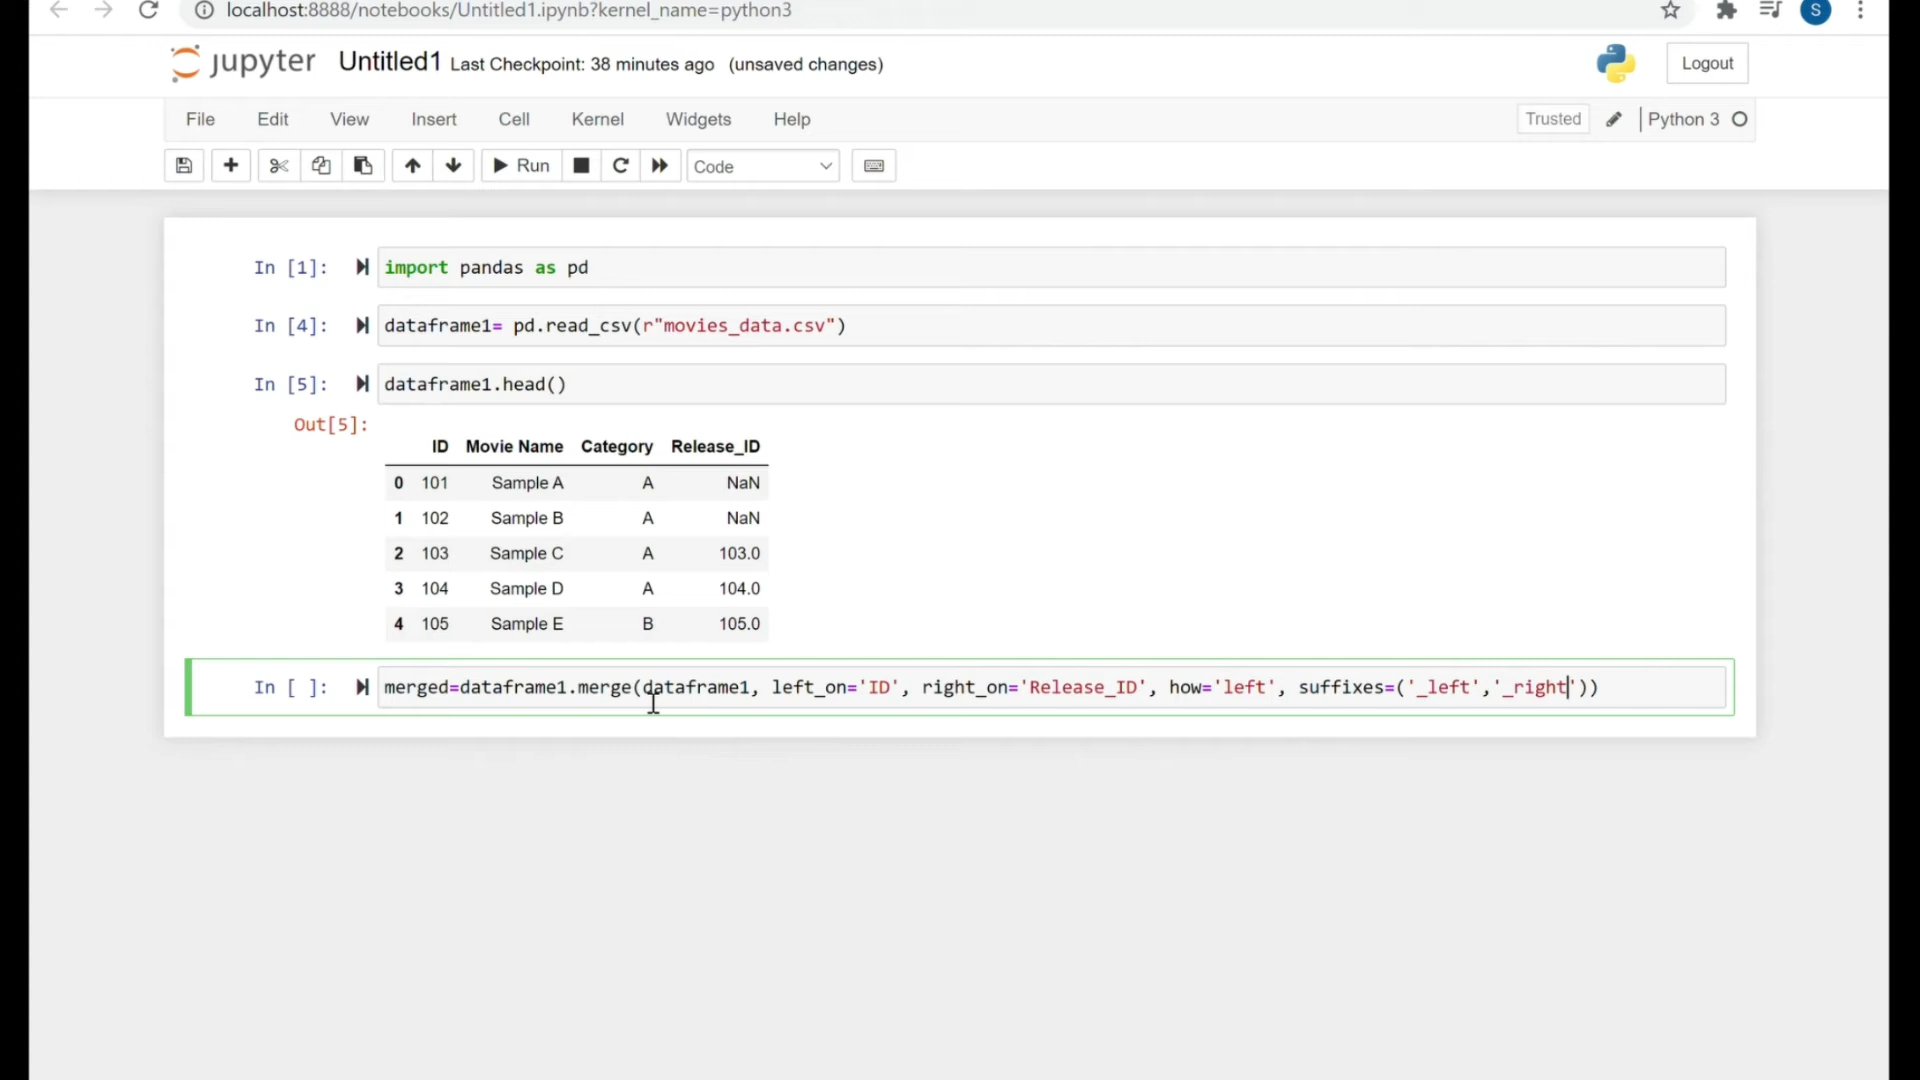 localhost:8888/notebooks/Untitled1.ipynb?kernel_name=python3
S
jupyter Untitled1 Last Checkpoint: 38 minutes ago (unsaved changes)
Logout
File Edit View Insert Cell Kernel Widgets Help
Trusted Python 3
Run Code
In [1]: import pandas as pd
In [4]: dataframe1= pd.read_csv(r"movies_data.csv")
In [5]: dataframe1.head()
Out[5]:
ID Movie Name Category Release_ID
0 101 Sample A A NaN
1 102 Sample B A NaN
2 103 Sample C A 103.0
3 104 Sample D A 104.0
4 105 Sample E B 105.0
In [ ]: merged=dataframe1.merge(dataframe1, left_on='ID', right_on='Release_ID', how='left', suffixes=('_left','_right'))